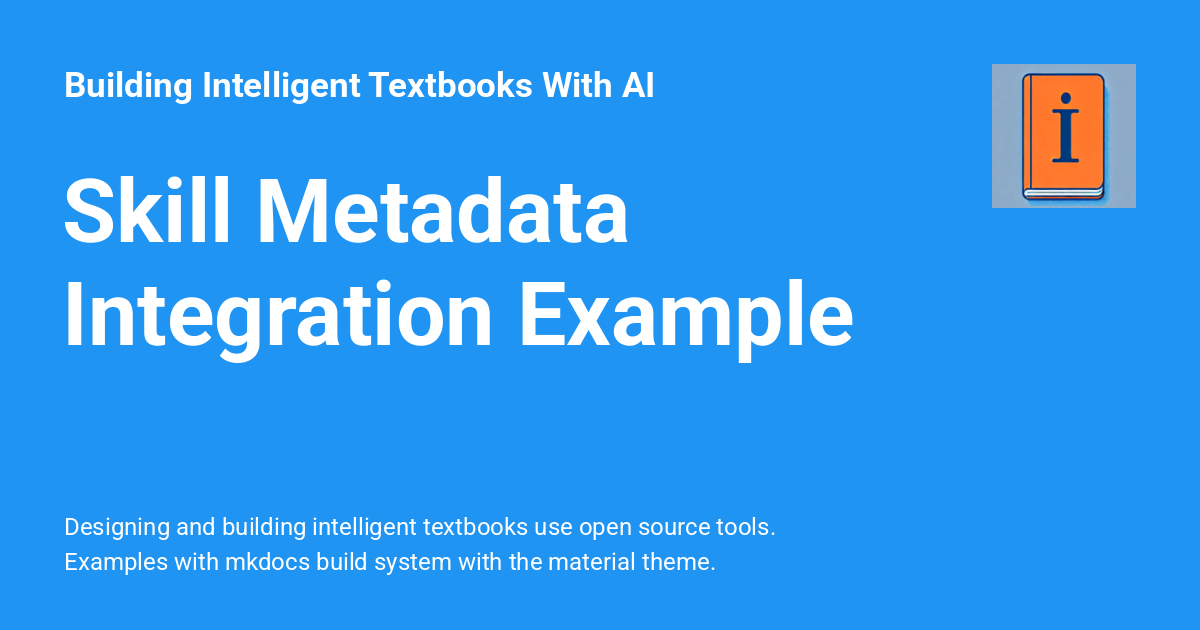 Building Intelligent Textbooks With AI
i
Skill Metadata
Integration Example
Designing and building intelligent textbooks use open source tools.
Examples with mkdocs build system with the material theme.